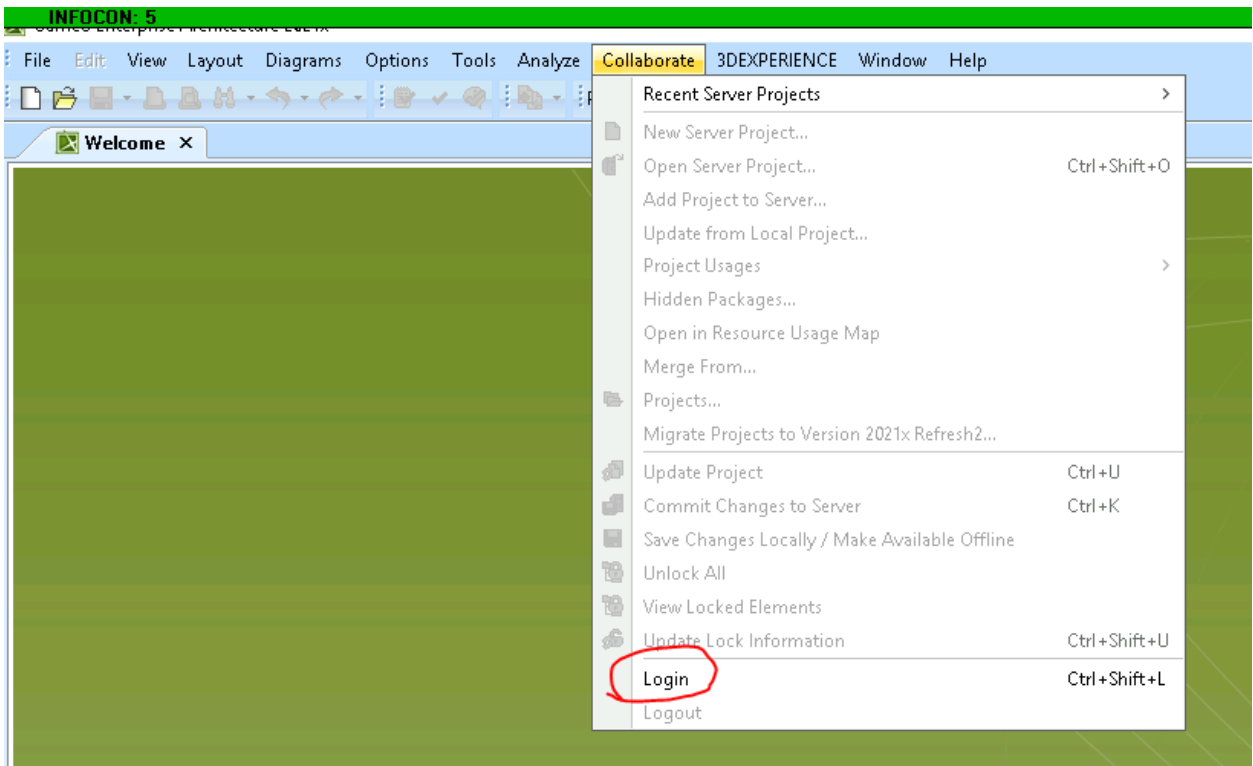 INFOCON: 5
File Edit View Layout Diagrams Options Tools Analyze Collaborate 3DEXPERIENCE Window Help
Welcome
Recent Server Projects
New Server Project...
Open Server Project... Ctrl+Shift+O
Add Project to Server...
Update from Local Project...
Project Usages
Hidden Packages...
Open in Resource Usage Map
Merge From...
Projects...
Migrate Projects to Version 2021x Refresh2...
Update Project Ctrl+U
Commit Changes to Server Ctrl+K
Save Changes Locally / Make Available Offline
Unlock All
View Locked Elements
Update Lock Information Ctrl+Shift+U
Login Ctrl+Shift+L
Logout